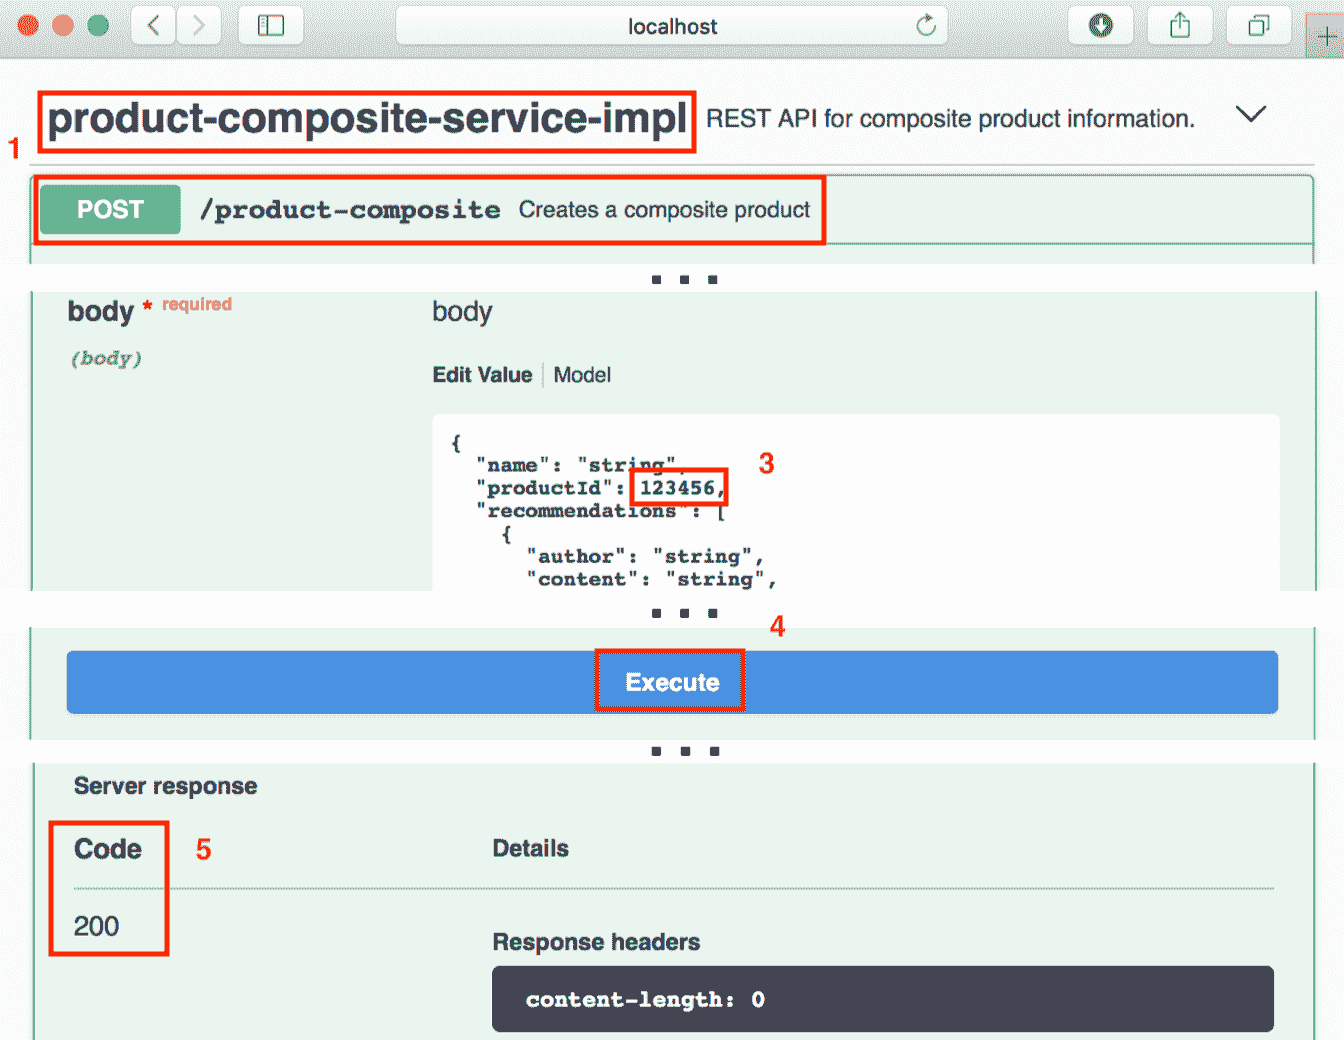 localhost
product-composite-service-impl REST API for composite product information.
1
POST /product-composite Creates a composite product
body * required
body
(body)
Edit Value Model
{
"name": "string",
3
"productId": 123456,
"recommendations": [
{
"author": "string",
"content": "string",
4
Execute
Server response
Code 5 Details
200
Response headers
content-length: 0